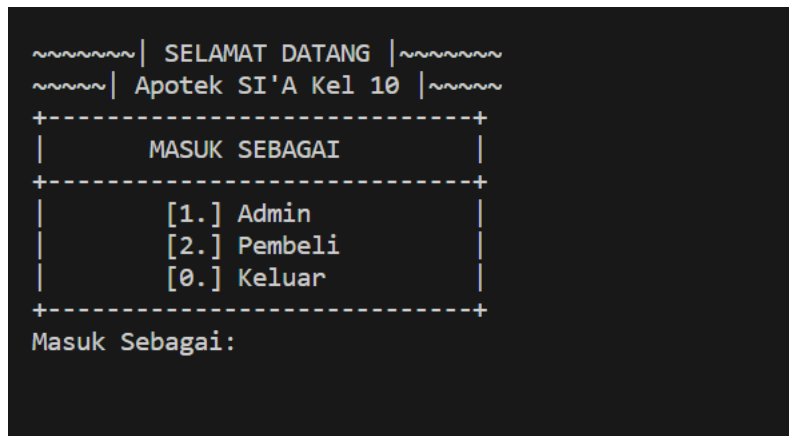 ~~~~~~~| SELAMAT DATANG |~~~~~~~
~~~~~| Apotek SI'A Kel 10 |~~~~~
+-----------------------------+
|       MASUK SEBAGAI         |
+-----------------------------+
|        [1.] Admin           |
|        [2.] Pembeli         |
|        [0.] Keluar          |
+-----------------------------+
Masuk Sebagai: